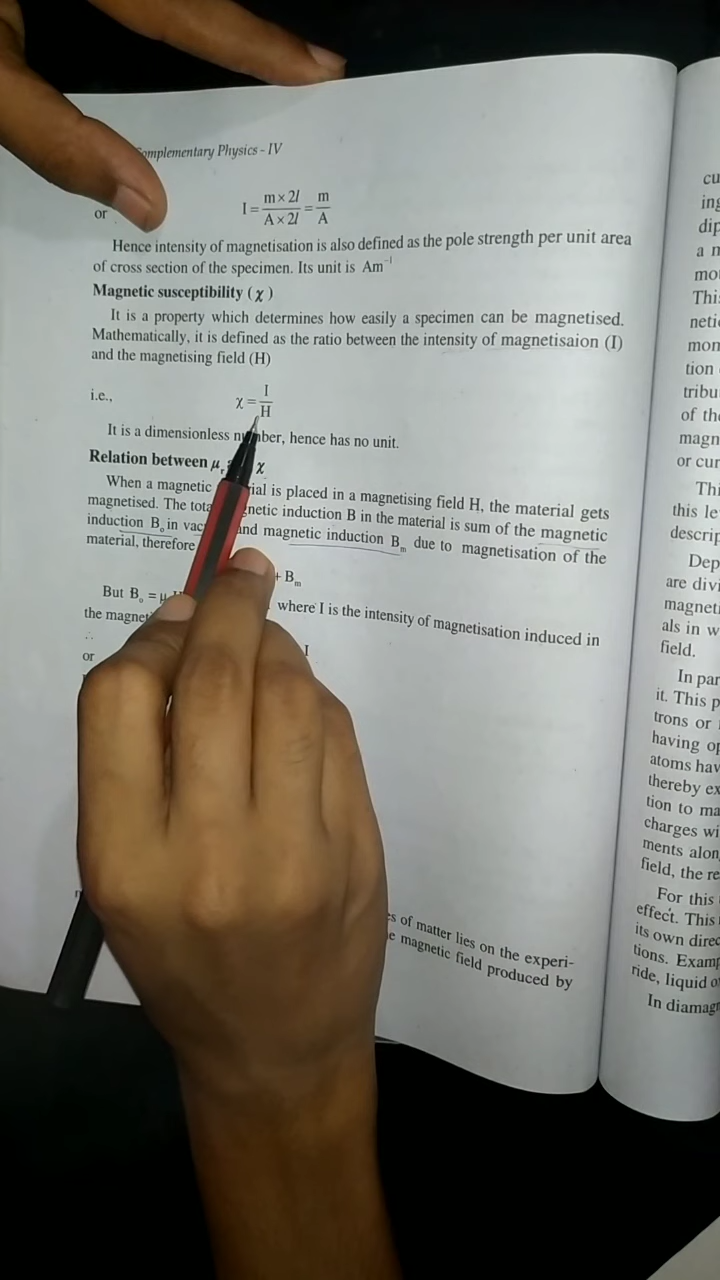 omplementary Physics - IV
or I = m × 2l / A × 2l = m / A
Hence intensity of magnetisation is also defined as the pole strength per unit area
of cross section of the specimen. Its unit is Am⁻¹
Magnetic susceptibility (χ)
It is a property which determines how easily a specimen can be magnetised.
Mathematically, it is defined as the ratio between the intensity of magnetisaion (I)
and the magnetising field (H)
i.e., χ = I / H
It is a dimensionless number, hence has no unit.
Relation between μᵣ χ
When a magnetic ial is placed in a magnetising field H, the material gets
magnetised. The tota gnetic induction B in the material is sum of the magnetic
induction Bₒ in vac and magnetic induction Bₘ due to magnetisation of the
material, therefore
+ Bₘ
But Bₒ = μ where I is the intensity of magnetisation induced in
the magnet
∴ I
or
es of matter lies on the experi-
e magnetic field produced by
cu
ing
dip
a m
mo
This
netic
mon
tion
tribu
of the
magn
or cur
Thi
this le
descrip
Dep
are divi
magnet
als in w
field.
In par
it. This p
trons or
having op
atoms hav
thereby ex
tion to ma
charges wi
ments alon
field, the re
For this
effect. This
its own direc
tions. Examp
ride, liquid o
In diamagn